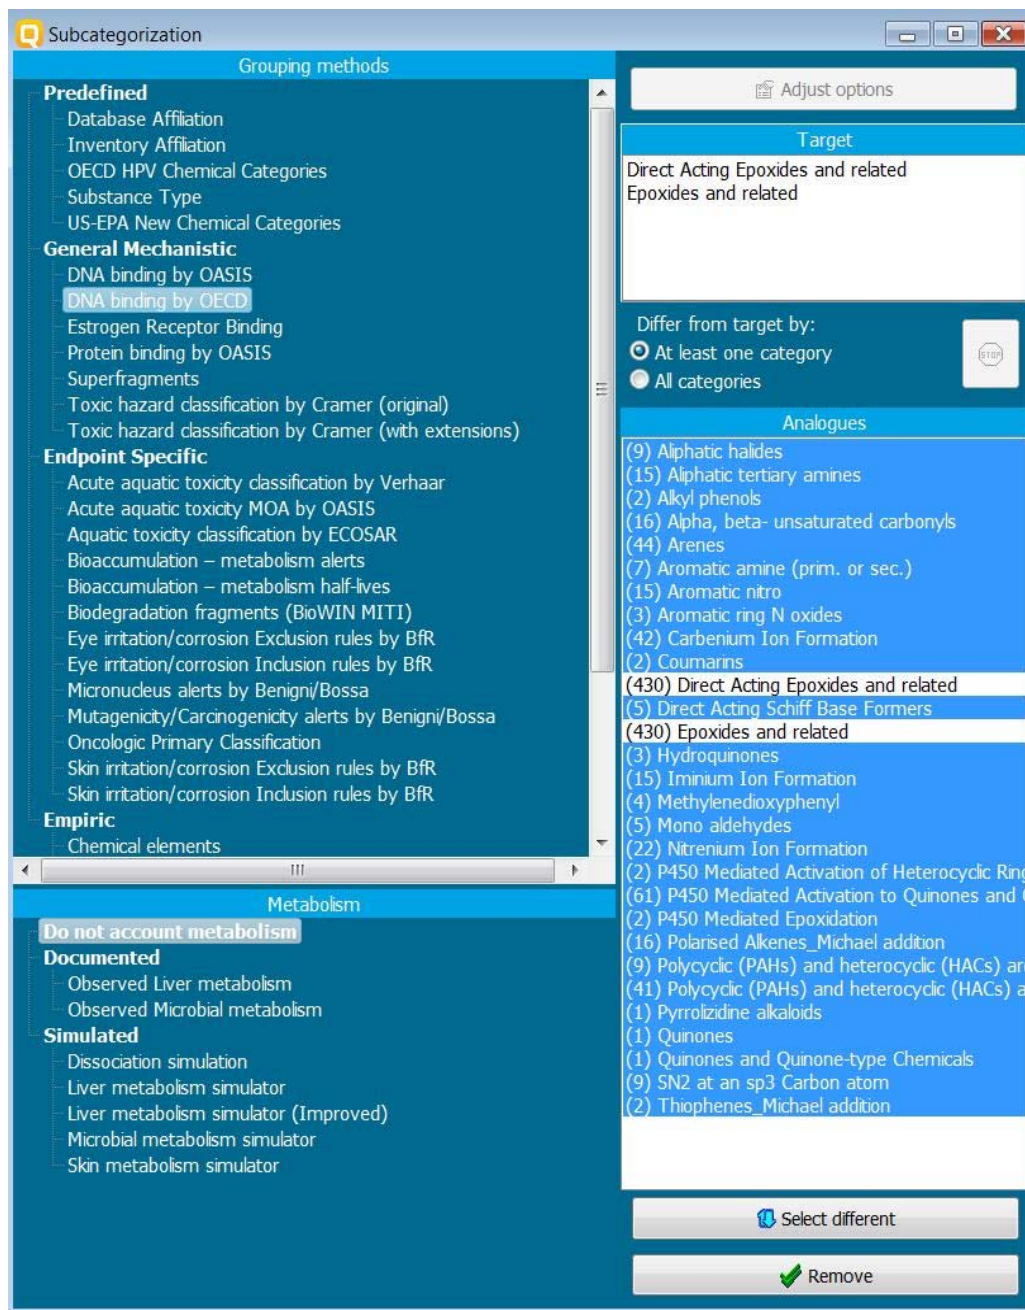 Subcategorization
Grouping methods
Predefined
Database Affiliation
Inventory Affiliation
OECD HPV Chemical Categories
Substance Type
US-EPA New Chemical Categories
General Mechanistic
DNA binding by OASIS
DNA binding by OECD
Estrogen Receptor Binding
Protein binding by OASIS
Superfragments
Toxic hazard classification by Cramer (original)
Toxic hazard classification by Cramer (with extensions)
Endpoint Specific
Acute aquatic toxicity classification by Verhaar
Acute aquatic toxicity MOA by OASIS
Aquatic toxicity classification by ECOSAR
Bioaccumulation – metabolism alerts
Bioaccumulation – metabolism half-lives
Biodegradation fragments (BioWIN MITI)
Eye irritation/corrosion Exclusion rules by BfR
Eye irritation/corrosion Inclusion rules by BfR
Micronucleus alerts by Benigni/Bossa
Mutagenicity/Carcinogenicity alerts by Benigni/Bossa
Oncologic Primary Classification
Skin irritation/corrosion Exclusion rules by BfR
Skin irritation/corrosion Inclusion rules by BfR
Empiric
Chemical elements
Metabolism
Do not account metabolism
Documented
Observed Liver metabolism
Observed Microbial metabolism
Simulated
Dissociation simulation
Liver metabolism simulator
Liver metabolism simulator (Improved)
Microbial metabolism simulator
Skin metabolism simulator
Adjust options
Target
Direct Acting Epoxides and related
Epoxides and related
Differ from target by:
At least one category
All categories
STOP
Analogues
(9) Aliphatic halides
(15) Aliphatic tertiary amines
(2) Alkyl phenols
(16) Alpha, beta- unsaturated carbonyls
(44) Arenes
(7) Aromatic amine (prim. or sec.)
(15) Aromatic nitro
(3) Aromatic ring N oxides
(42) Carbenium Ion Formation
(2) Coumarins
(430) Direct Acting Epoxides and related
(5) Direct Acting Schiff Base Formers
(430) Epoxides and related
(3) Hydroquinones
(15) Iminium Ion Formation
(4) Methylenedioxyphenyl
(5) Mono aldehydes
(22) Nitrenium Ion Formation
(2) P450 Mediated Activation of Heterocyclic Ring
(61) P450 Mediated Activation to Quinones and
(2) P450 Mediated Epoxidation
(16) Polarised Alkenes_Michael addition
(9) Polycyclic (PAHs) and heterocyclic (HACs) ar
(41) Polycyclic (PAHs) and heterocyclic (HACs) a
(1) Pyrrolizidine alkaloids
(1) Quinones
(1) Quinones and Quinone-type Chemicals
(9) SN2 at an sp3 Carbon atom
(2) Thiophenes_Michael addition
Select different
Remove